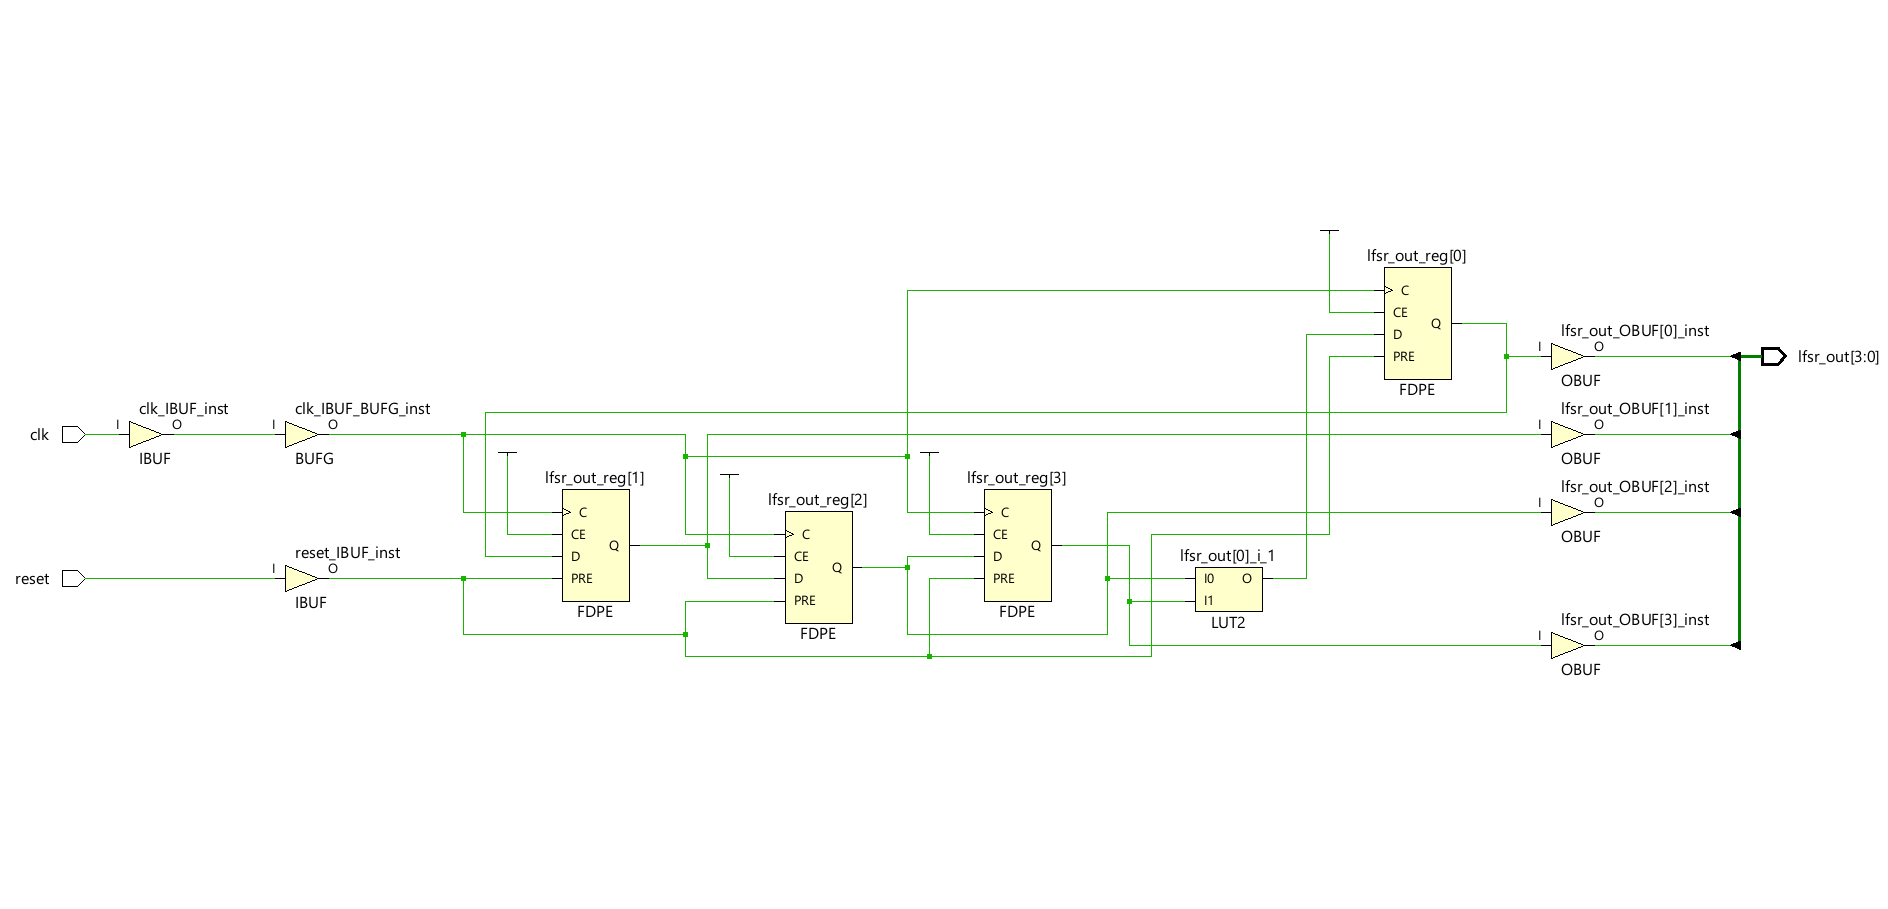 lfsr_out_reg[0]
C
CE
D
PRE
Q
FDPE
lfsr_out_OBUF[0]_inst
I
O
OBUF
lfsr_out[3:0]
clk
clk_IBUF_inst
I
O
IBUF
clk_IBUF_BUFG_inst
I
O
BUFG
lfsr_out_OBUF[1]_inst
I
O
OBUF
lfsr_out_reg[1]
C
CE
D
PRE
Q
FDPE
lfsr_out_reg[2]
C
CE
D
PRE
Q
FDPE
lfsr_out_reg[3]
C
CE
D
PRE
Q
FDPE
lfsr_out_OBUF[2]_inst
I
O
OBUF
reset
reset_IBUF_inst
I
O
IBUF
lfsr_out[0]_i_1
I0
I1
O
LUT2
lfsr_out_OBUF[3]_inst
I
O
OBUF